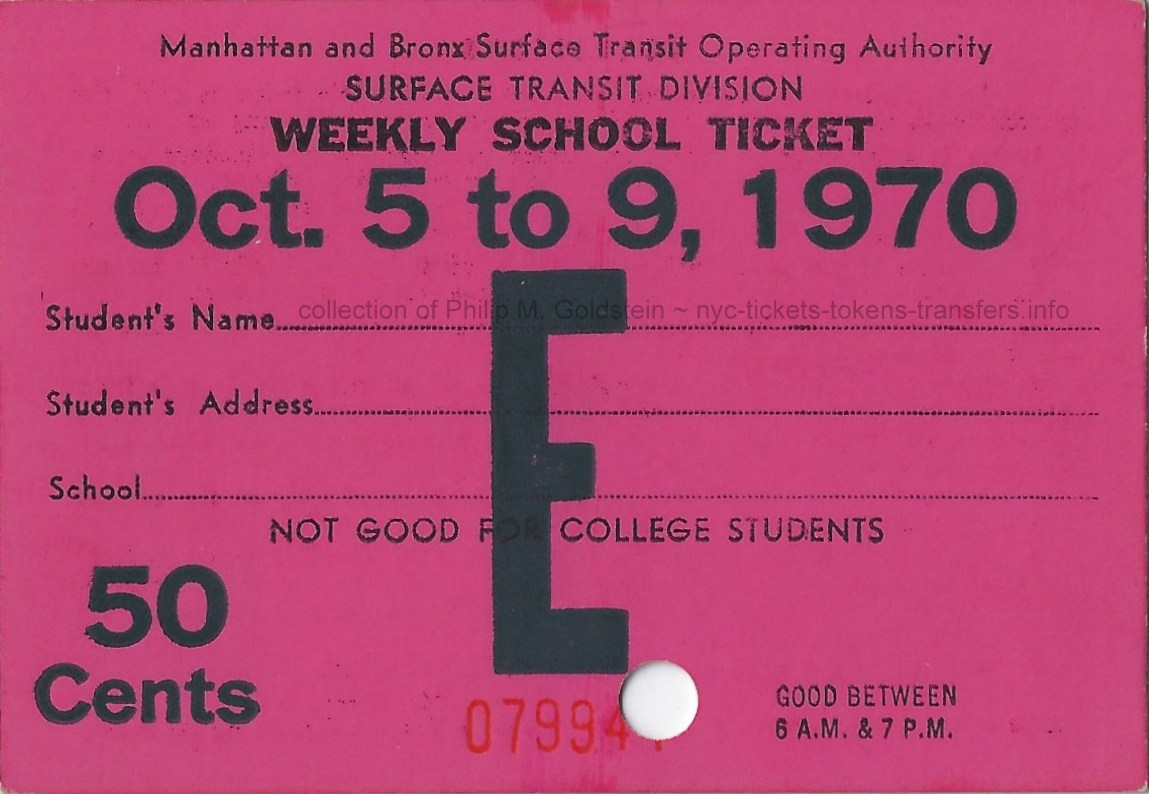 Manhattan and Bronx Surface Transit Operating Authority
SURFACE TRANSIT DIVISION
WEEKLY SCHOOL TICKET
Oct. 5 to 9, 1970
E
Student's Name
collection of Philip M. Goldstein ~ nyc-tickets-tokens-transfers.info
Student's Address
School
NOT GOOD FOR COLLEGE STUDENTS
50
Cents
GOOD BETWEEN
6 A.M. & 7 P.M.